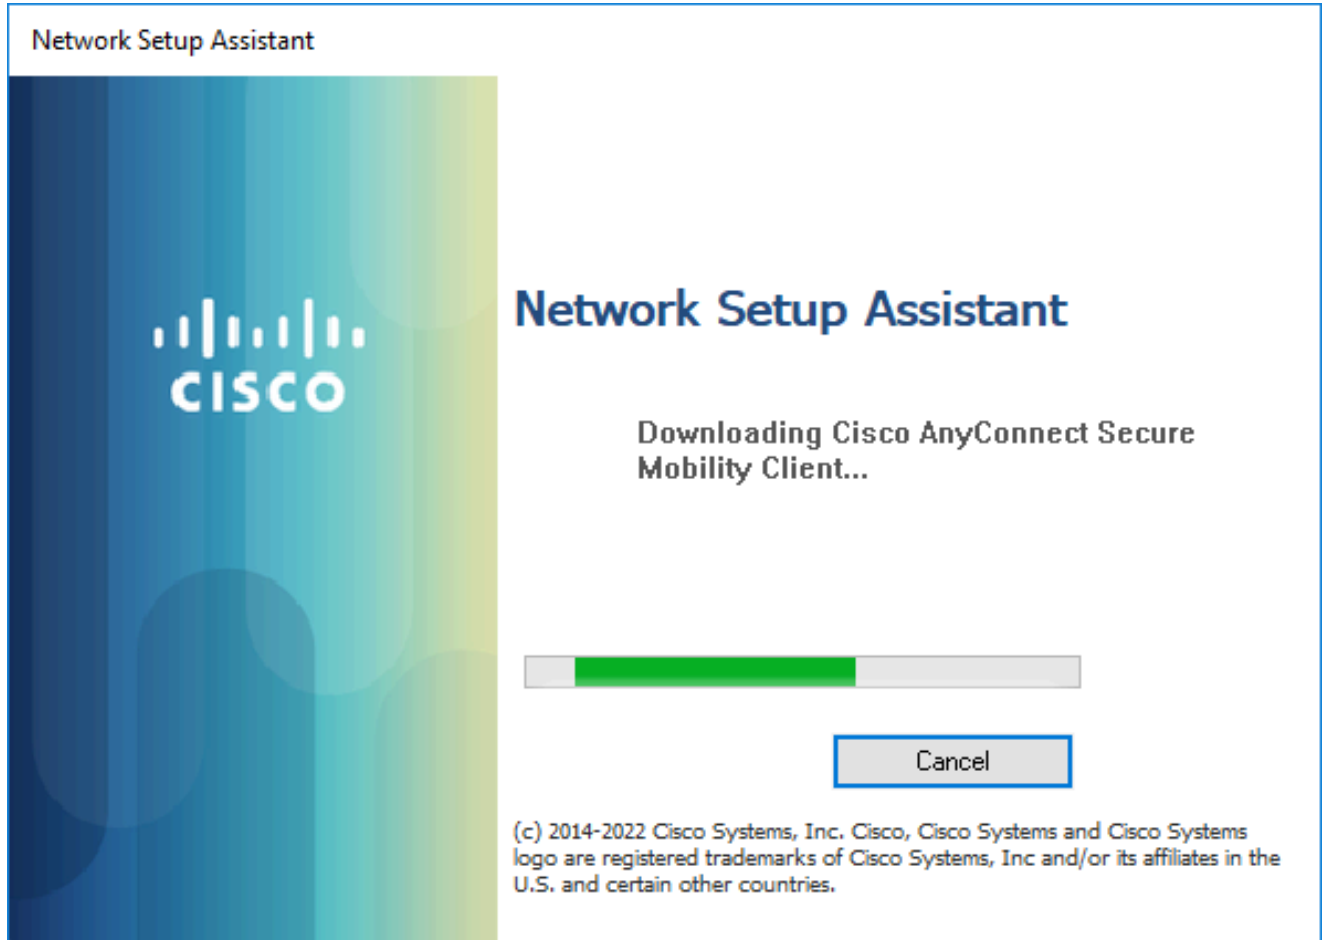 Network Setup Assistant
CISCO
Network Setup Assistant
Downloading Cisco AnyConnect Secure
Mobility Client...
Cancel
(c) 2014-2022 Cisco Systems, Inc. Cisco, Cisco Systems and Cisco Systems
logo are registered trademarks of Cisco Systems, Inc and/or its affiliates in the
U.S. and certain other countries.